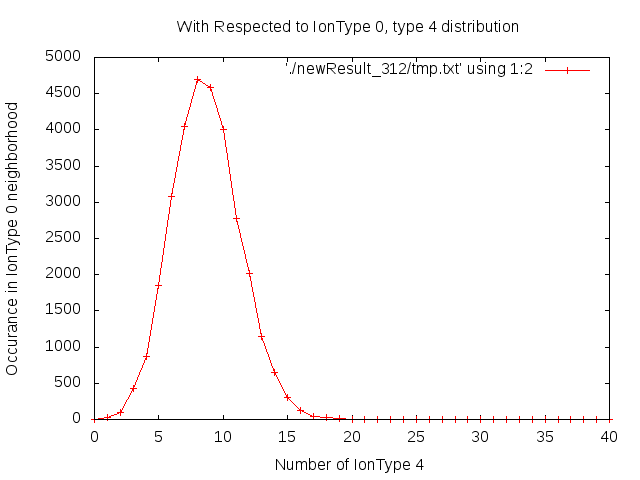 With Respected to IonType 0, type 4 distribution
'./newResult_312/tmp.txt' using 1:2
Occurance in IonType 0 neighborhood
5000
4500
4000
3500
3000
2500
2000
1500
1000
500
0
0 5 10 15 20 25 30 35 40
Number of IonType 4